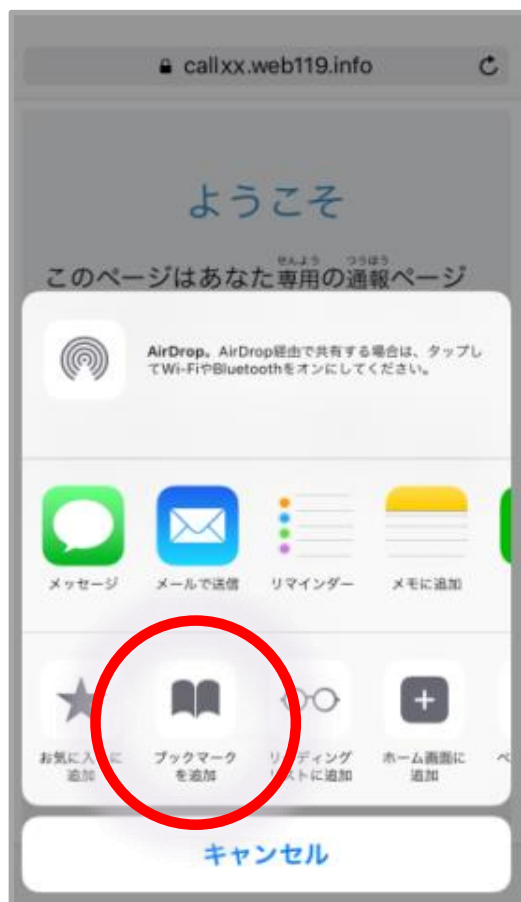 callxx.web119.info
ようこそ
せんよう つうほう
このページはあなた専用の通報ページ
AirDrop。AirDrop経由で共有する場合は、タップし
てWi-FiやBluetoothをオンにしてください。
メッセージ メールで送信 リマインダー メモに追加
お気に入りに ブックマーク リーディング ホーム画面に
追加 を追加 リストに追加 追加
キャンセル